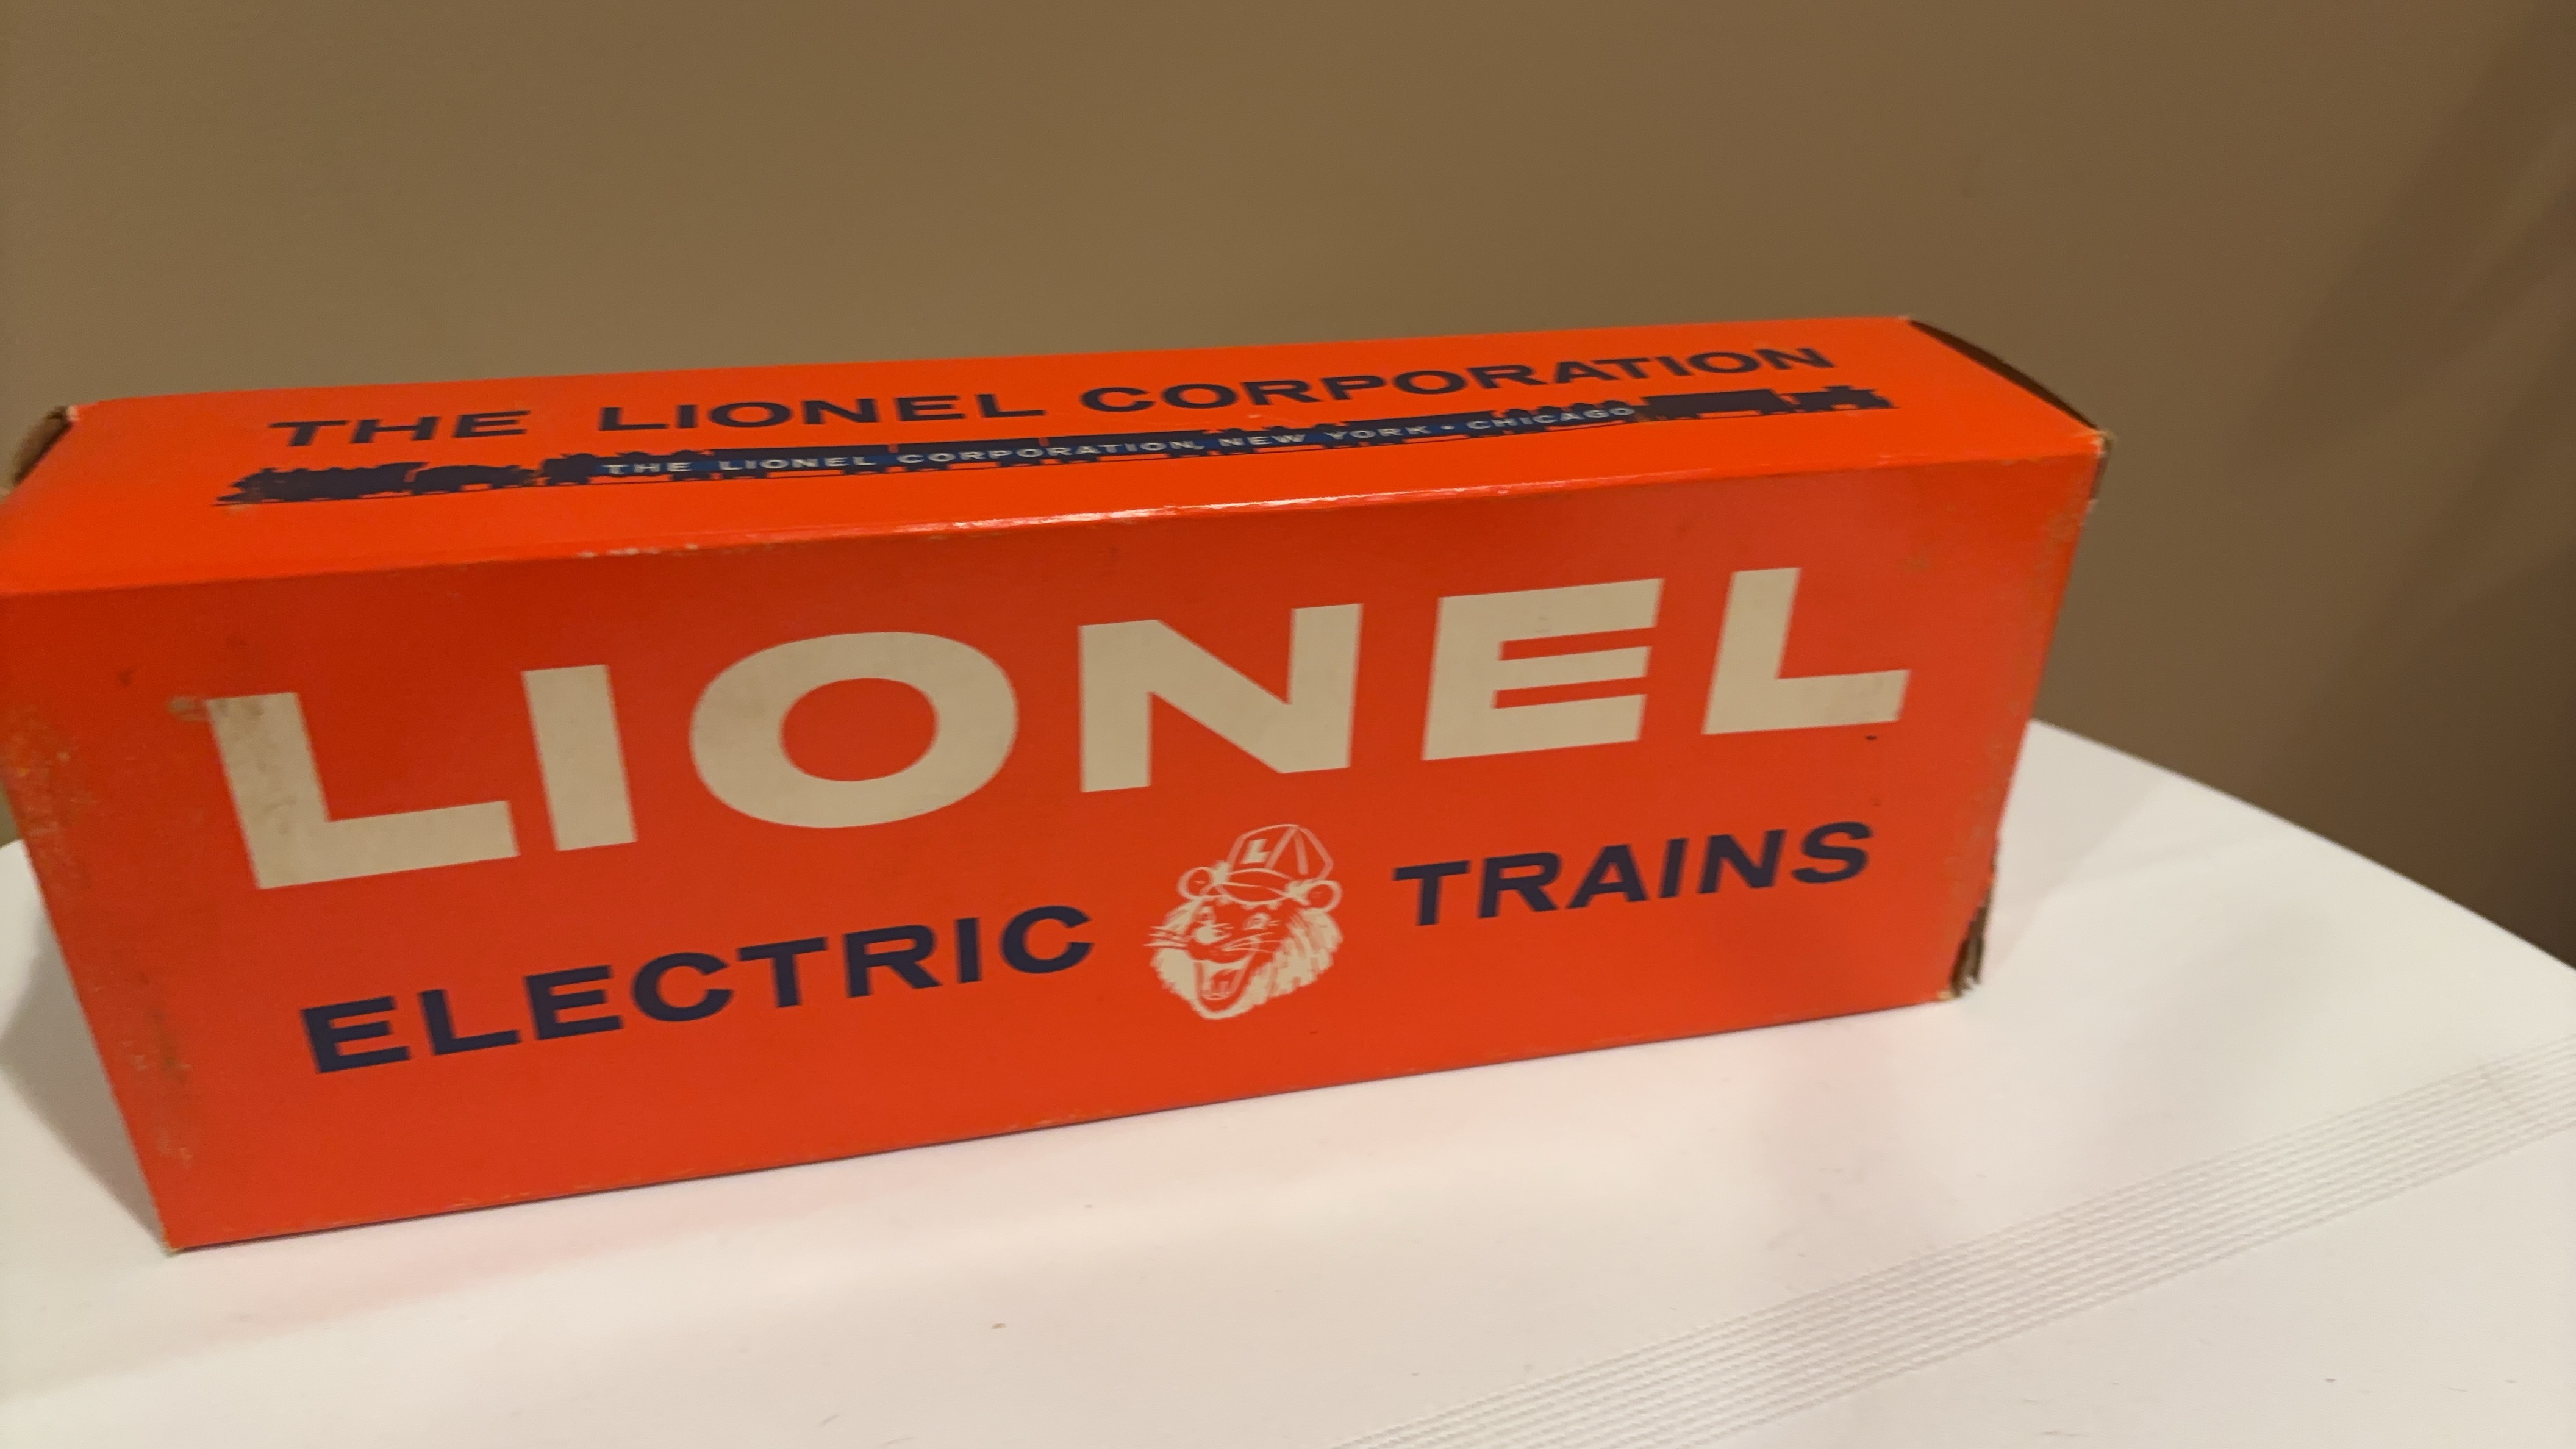 THE LIONEL CORPORATION
THE LIONEL CORPORATION, NEW YORK • CHICAGO
LIONEL
L
ELECTRIC TRAINS